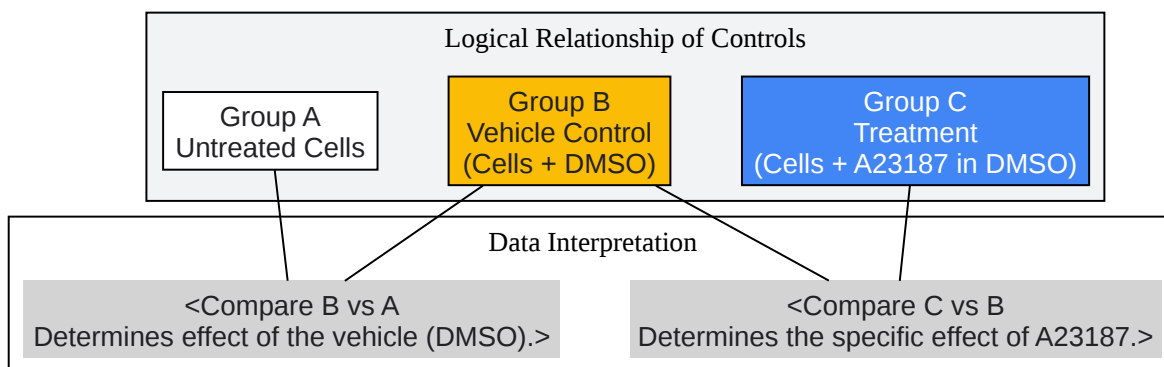 Logical Relationship of Controls
Group A
Untreated Cells
Group B
Vehicle Control
(Cells + DMSO)
Group C
Treatment
(Cells + A23187 in DMSO)
Data Interpretation
<Compare B vs A
Determines effect of the vehicle (DMSO).>
<Compare C vs B
Determines the specific effect of A23187.>